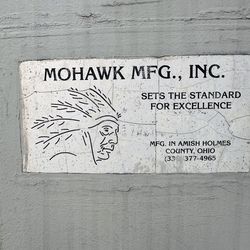 MOHAWK MFG., INC.
SETS THE STANDARD
FOR EXCELLENCE
MFG. IN AMISH HOLMES
COUNTY, OHIO
377-4965